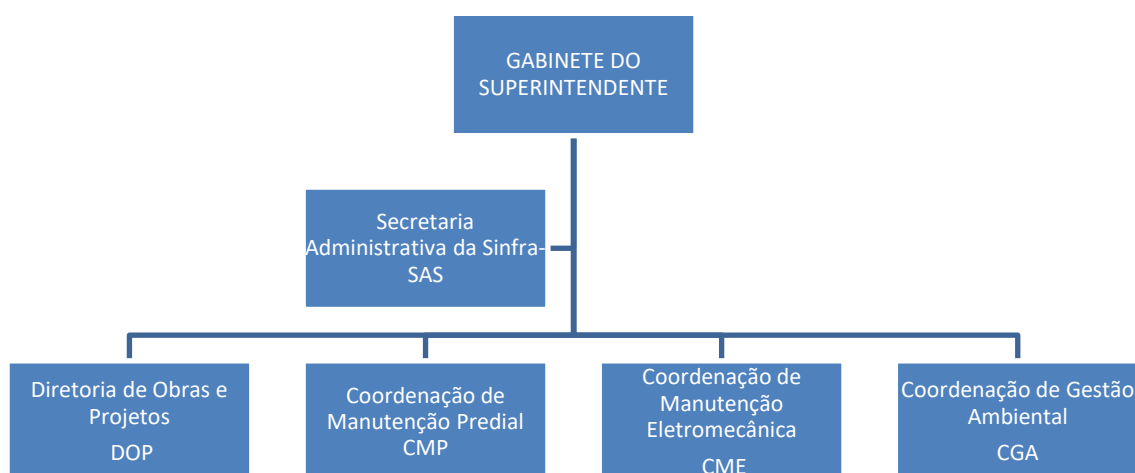 GABINETE DO
SUPERINTENDENTE
Secretaria
Administrativa da Sinfra-
SAS
Diretoria de Obras e
Projetos
DOP
Coordenação de
Manutenção Predial
CMP
Coordenação de
Manutenção
Eletromecânica
CME
Coordenação de Gestão
Ambiental
CGA